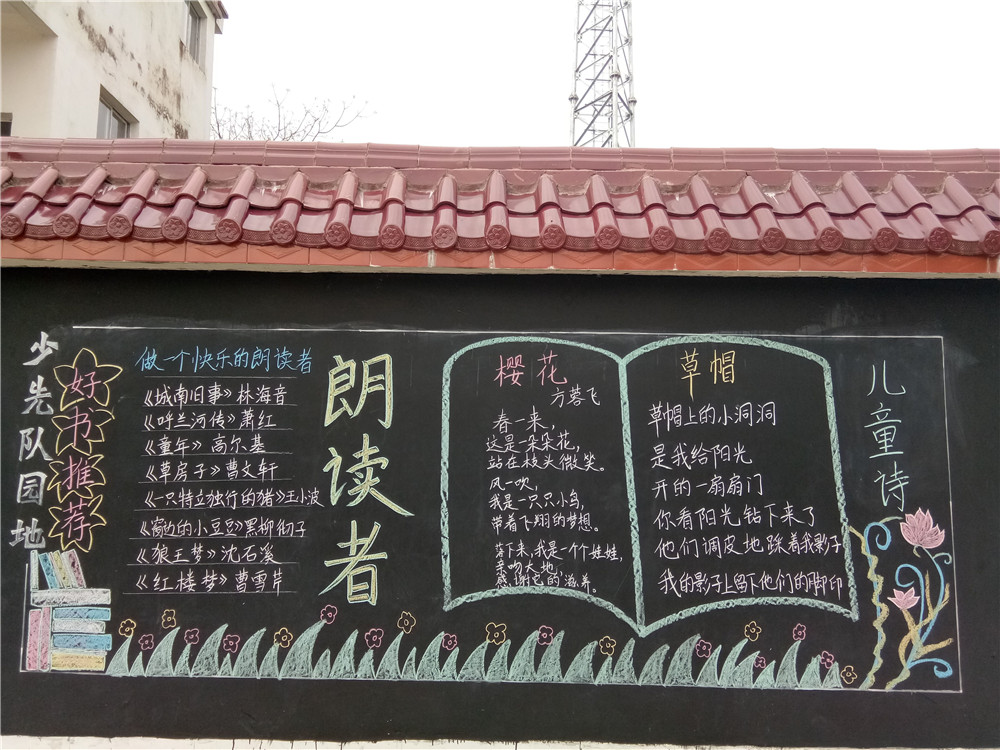 少先队园地
好书推荐
做一个快乐的朗读者
《城南旧事》林海音
《呼兰河传》萧红
《童年》高尔基
《草房子》曹文轩
《一只特立独行的猪》王小波
《窗边的小豆豆》黑柳彻子
《狼王梦》沈石溪
《红楼梦》曹雪芹
朗读者
樱花
方蓉飞
春一来，
这是一朵朵花，
站在枝头微笑。
风一吹，
我是一只只小鸟，
带着飞翔的梦想。
落下来，我是一个个娃娃，
亲吻大地，
感谢它的滋养。
草帽
草帽上的小洞洞
是我给阳光
开的一扇扇门
你看阳光钻下来了
他们调皮地踩着我影子
我的影子上留下他们的脚印
儿童诗